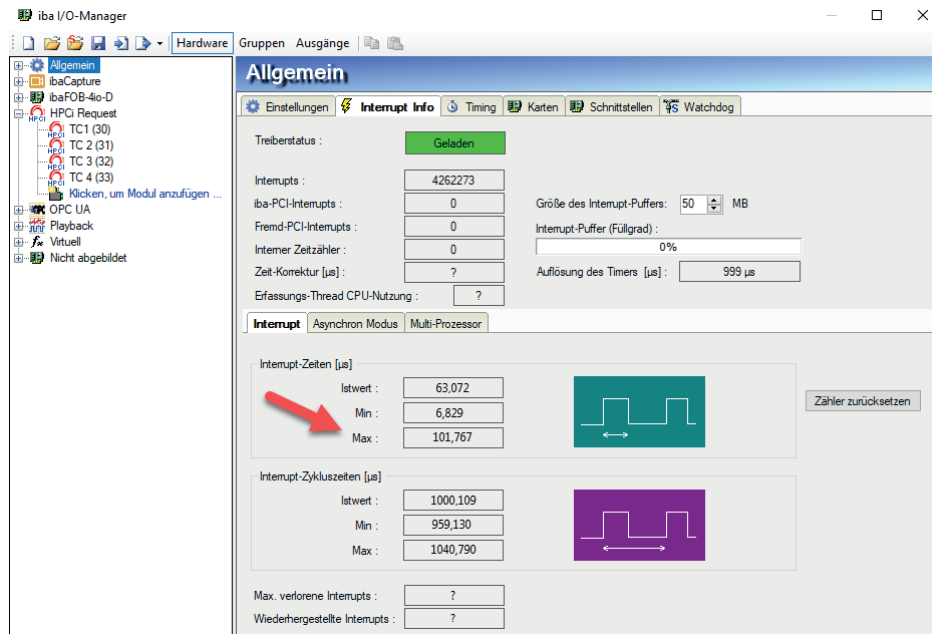 iba I/O-Manager
Hardware Gruppen Ausgänge
Allgemein
ibaCapture
ibaFOB-4io-D
HPCi Request
HPCi TC1 (30)
HPCi TC 2 (31)
HPCi TC 3 (32)
HPCi TC 4 (33)
Klicken, um Modul anzufügen ...
OPC UA
Playback
Virtuell
Nicht abgebildet
Allgemein
Einstellungen Interrupt Info Timing Karten Schnittstellen Watchdog
Treiberstatus : Geladen
Interrupts : 4262273
iba-PCI-Interrupts : 0 Größe des Interrupt-Puffers: 50 MB
Fremd-PCI-Interrupts : 0 Interrupt-Puffer (Füllgrad) :
Interner Zeitzähler : 0 0%
Zeit-Korrektur [µs] : ? Auflösung des Timers [µs] : 999 µs
Erfassungs-Thread CPU-Nutzung : ?
Interrupt Asynchron Modus Multi-Prozessor
Interrupt-Zeiten [µs]
Istwert : 63,072
Min : 6,829
Max : 101,767
Zähler zurücksetzen
Interrupt-Zykluszeiten [µs]
Istwert : 1000,109
Min : 959,130
Max : 1040,790
Max. verlorene Interrupts : ?
Wiederhergestellte Interrupts : ?